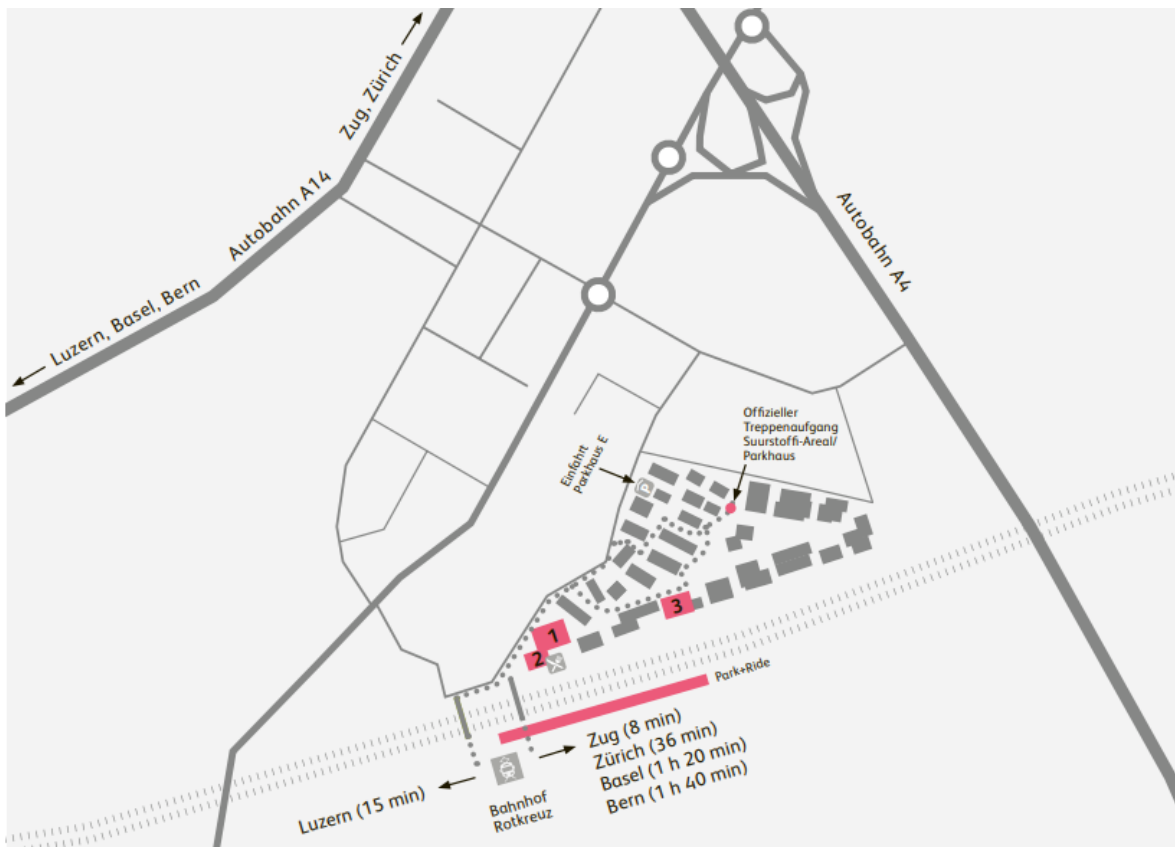 Zug, Zürich
Autobahn A14
Luzern, Basel, Bern
Autobahn A4
Offizieller
Treppenaufgang
Suurstoffi-Areal/
Parkhaus
Einfahrt
Parkhaus E
P
3
1
2
Park+Ride
Zug (8 min)
Zürich (36 min)
Basel (1 h 20 min)
Bern (1 h 40 min)
Luzern (15 min)
Bahnhof
Rotkreuz